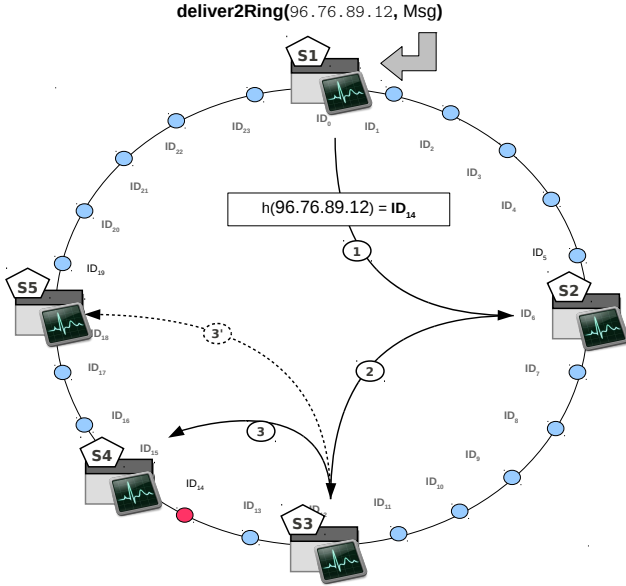 deliver2Ring(96.76.89.12, Msg)
S1
ID0
ID1
ID23
ID2
ID22
ID3
ID21
ID4
h(96.76.89.12) = ID14
ID20
1
ID5
ID19
S5
S2
ID6
ID18
3'
ID17
2
ID7
ID16
ID8
3
ID15
S4
ID9
ID14
ID10
ID13
ID11
S3